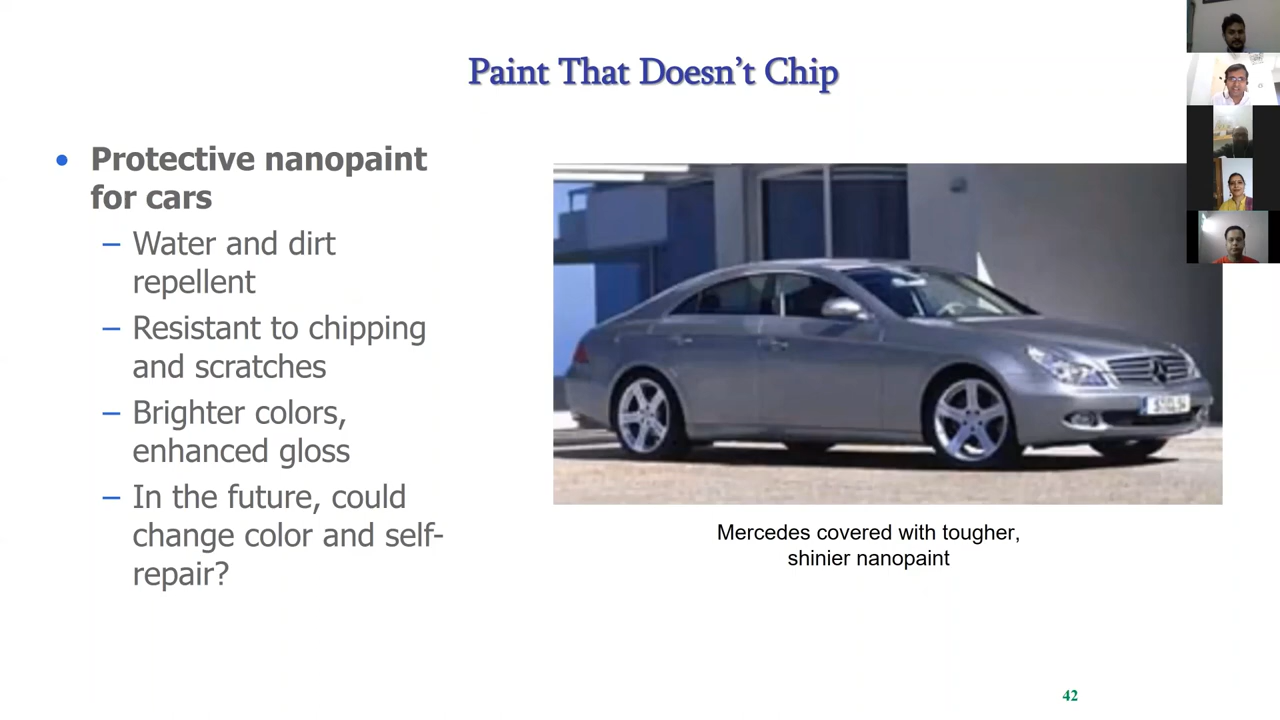 Paint That Doesn't Chip
• Protective nanopaint
for cars
– Water and dirt
repellent
– Resistant to chipping
and scratches
– Brighter colors,
enhanced gloss
– In the future, could
change color and self-
repair?
Mercedes covered with tougher,
shinier nanopaint
42